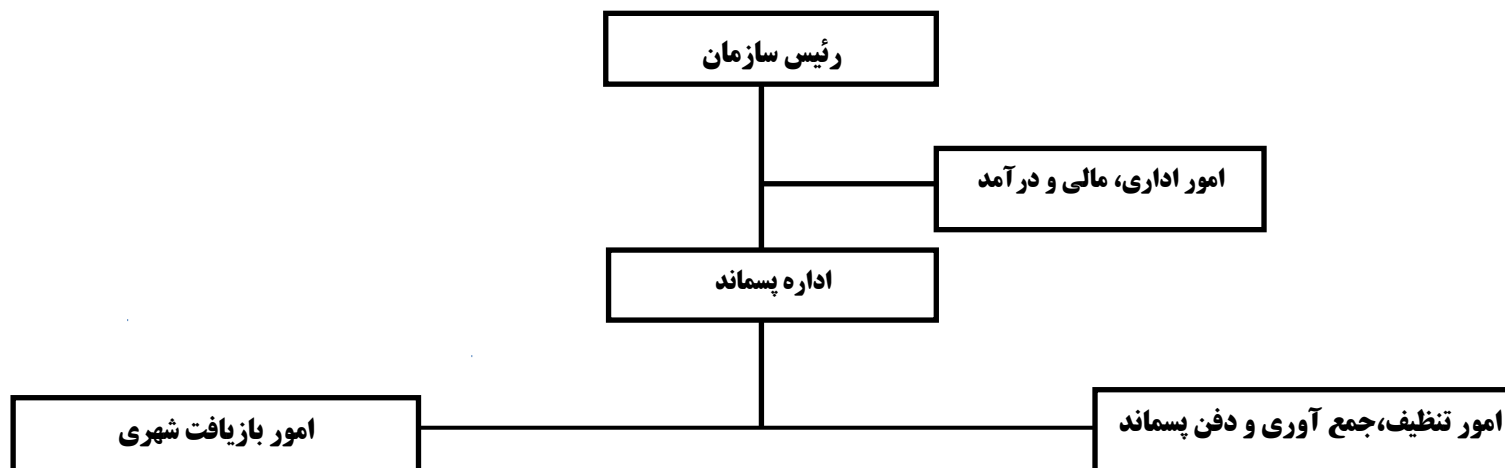 رئیس سازمان
امور اداری، مالی و درآمد
اداره پسماند
امور تنظیف،جمع آوری و دفن پسماند
امور بازیافت شهری